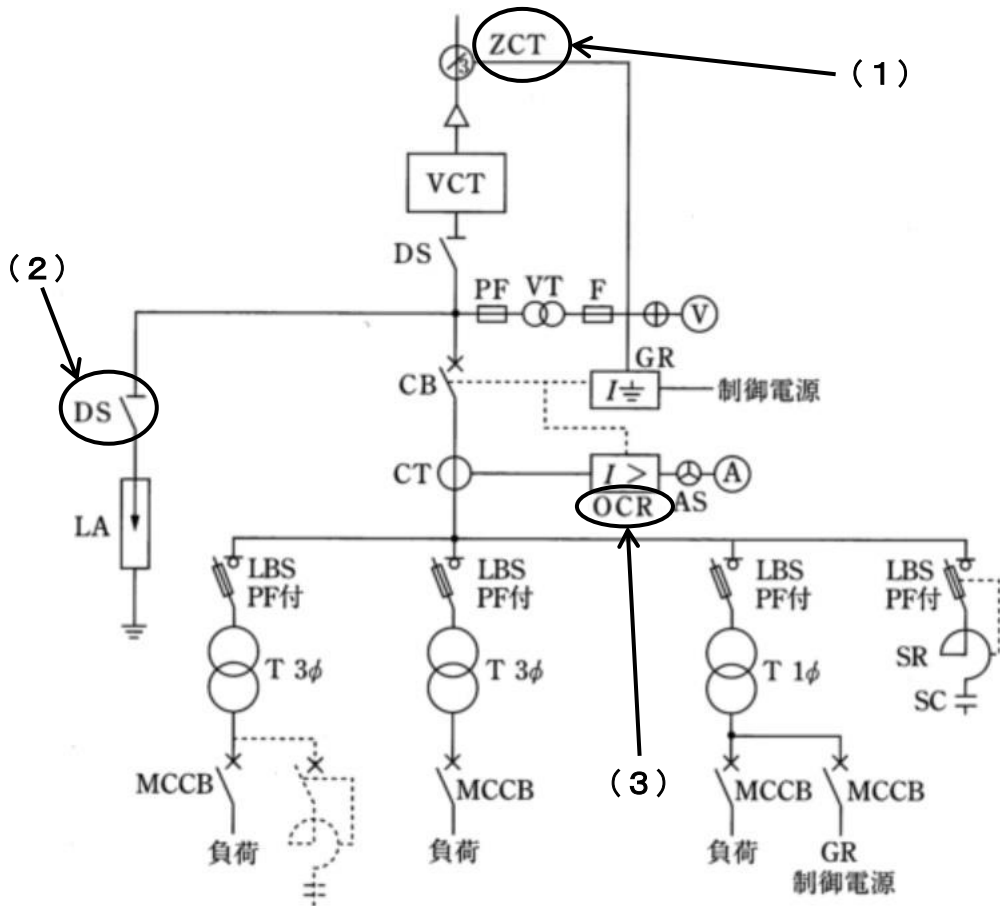 ZCT
(1)
3
VCT
DS
(2)
PF
VT
F
V
GR
CB
I
制御電源
DS
CT
I >
A
OCR
AS
LA
LBS
PF付
LBS
PF付
LBS
PF付
LBS
PF付
T 3φ
T 3φ
T 1φ
SR
SC
(3)
MCCB
MCCB
MCCB
MCCB
負荷
負荷
負荷
GR
制御電源